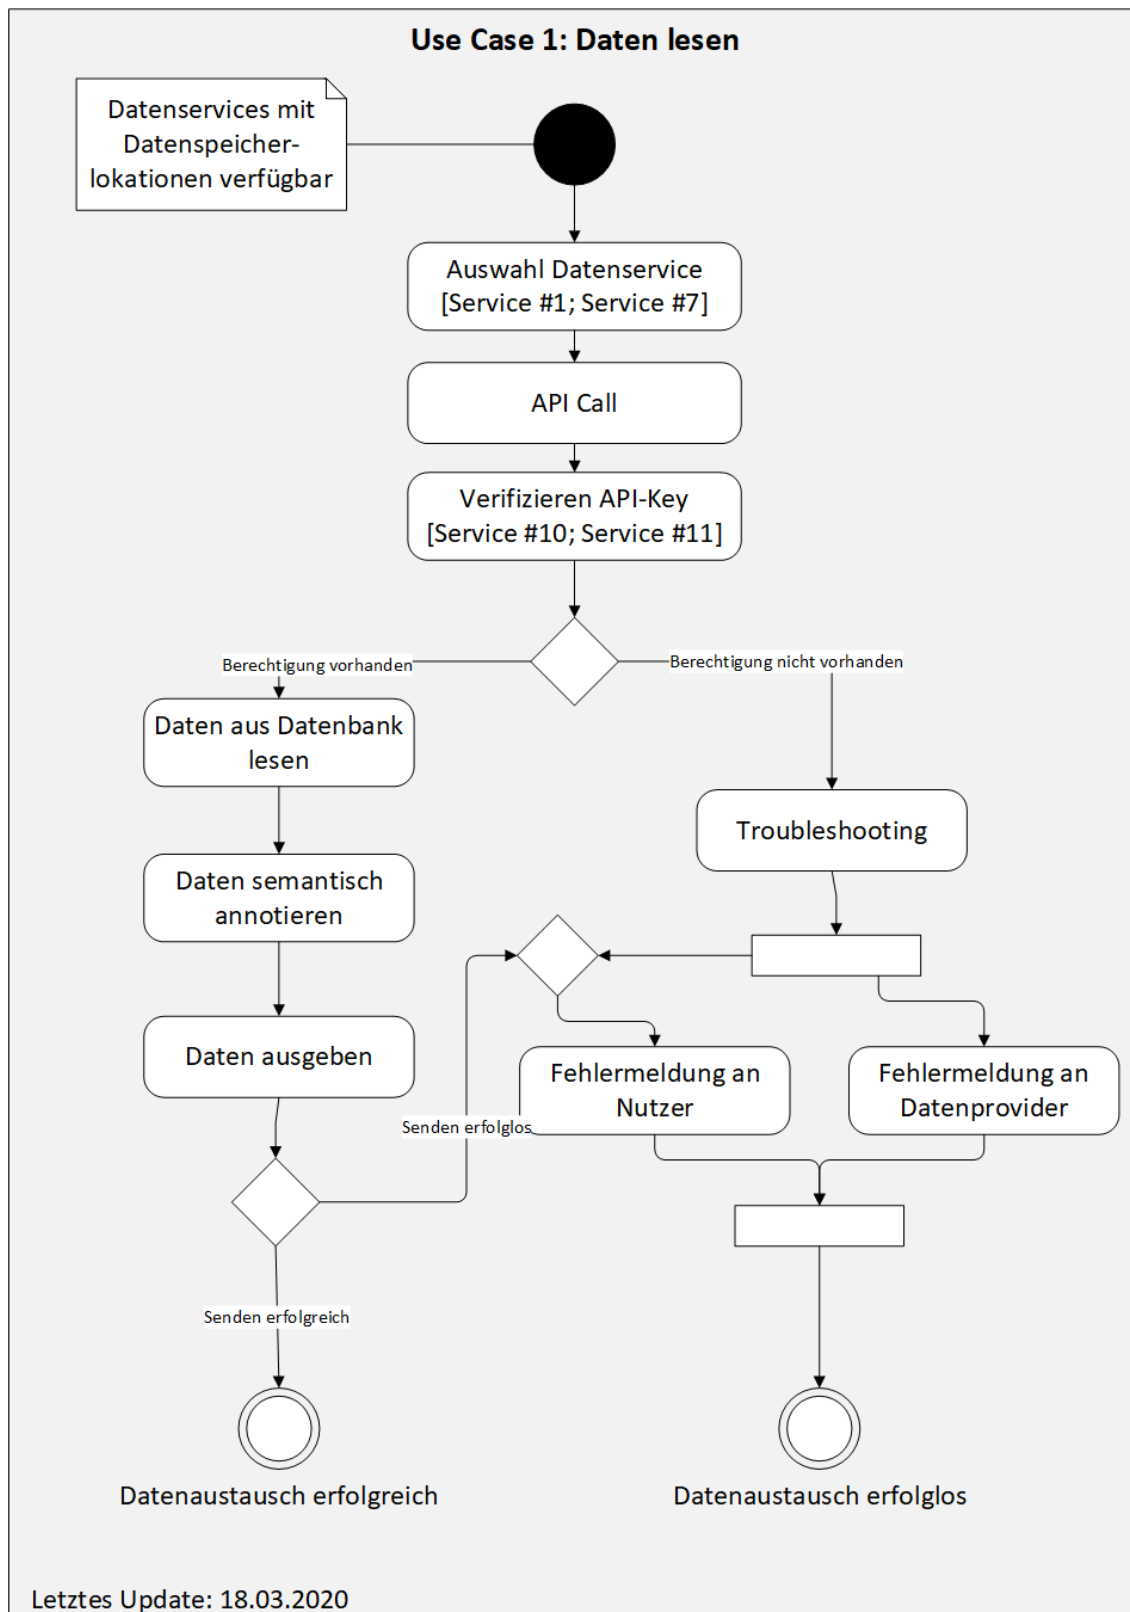 Use Case 1: Daten lesen
Datenservices mit
Datenspeicher-
lokationen verfügbar
Auswahl Datenservice
[Service #1; Service #7]
API Call
Verifizieren API-Key
[Service #10; Service #11]
Berechtigung vorhanden
Berechtigung nicht vorhanden
Daten aus Datenbank
lesen
Troubleshooting
Daten semantisch
annotieren
Daten ausgeben
Fehlermeldung an
Nutzer
Fehlermeldung an
Datenprovider
Senden erfolglos
Senden erfolgreich
Datenaustausch erfolgreich
Datenaustausch erfolglos
Letztes Update: 18.03.2020